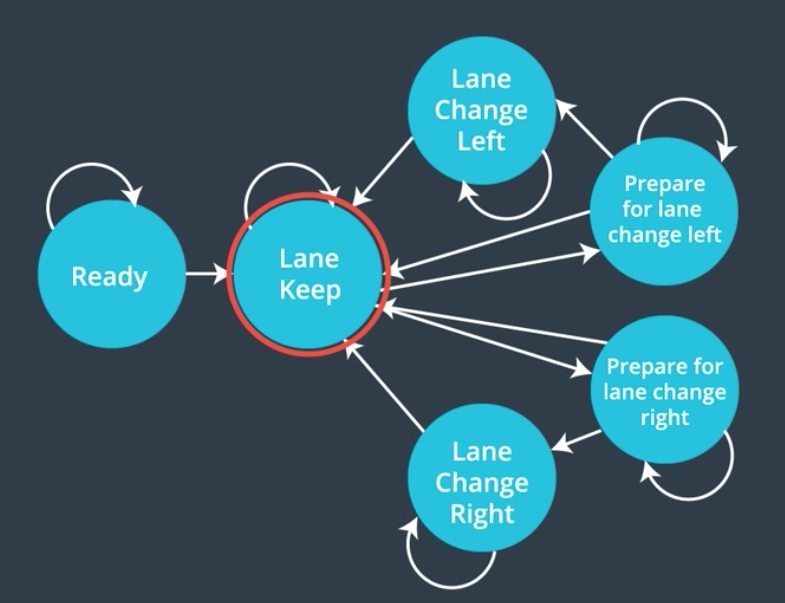 Ready
Lane
Keep
Lane
Change
Left
Prepare
for lane
change left
Prepare for
lane change
right
Lane
Change
Right